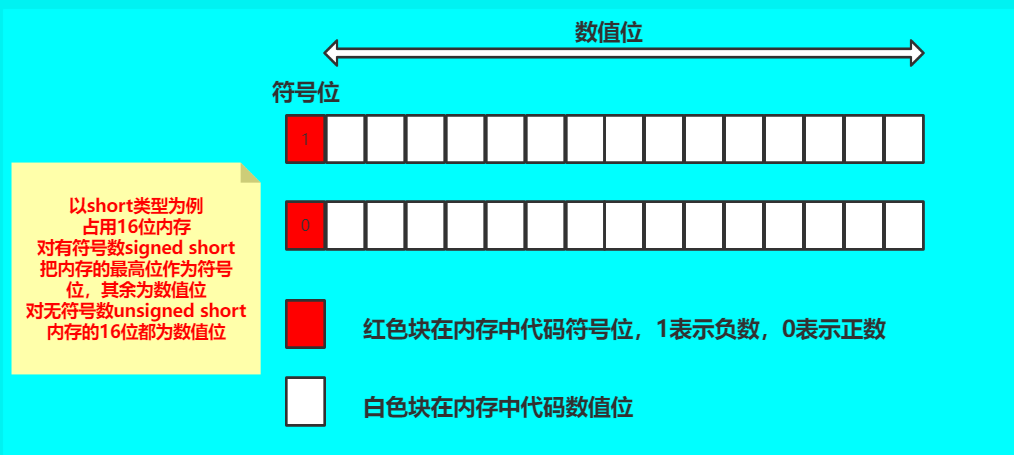 数值位
符号位
1
0
以short类型为例
占用16位内存
对有符号数signed short
把内存的最高位作为符号
位，其余为数值位
对无符号数unsigned short
内存的16位都为数值位
红色块在内存中代码符号位，1表示负数，0表示正数
白色块在内存中代码数值位